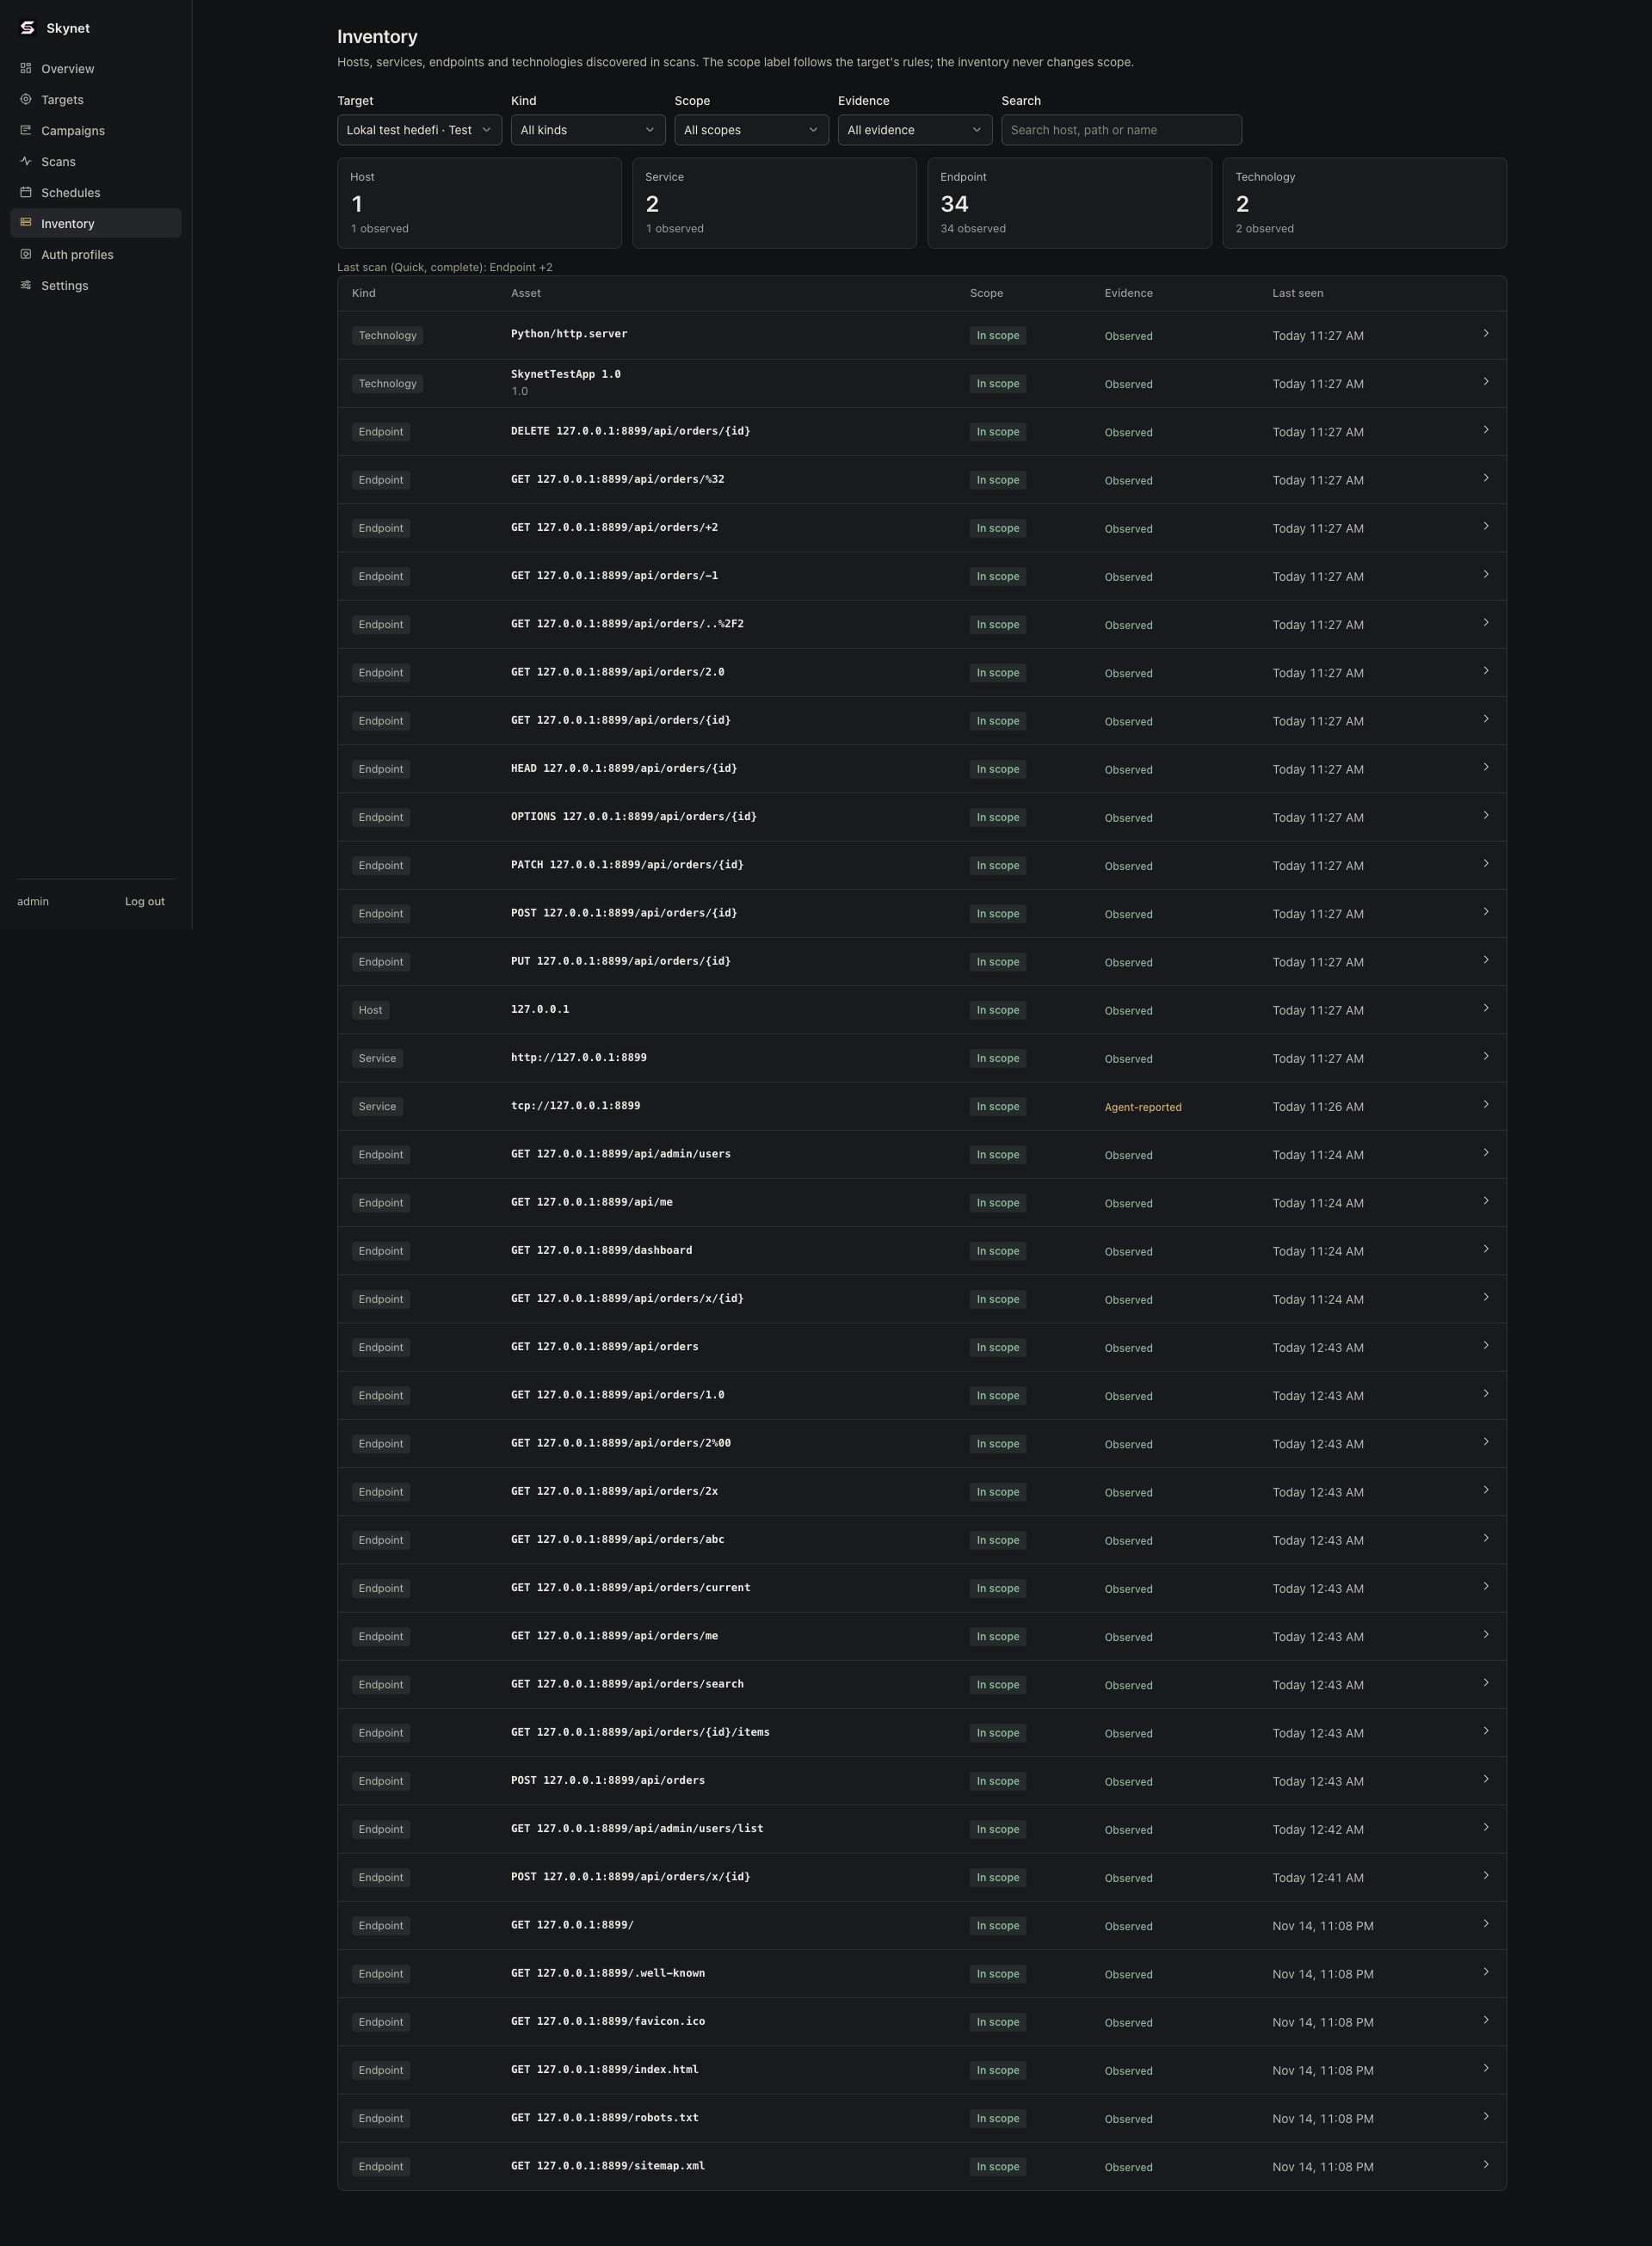 Skynet
Overview
Targets
Campaigns
Scans
Schedules
Inventory
Auth profiles
Settings
admin Log out
Inventory
Hosts, services, endpoints and technologies discovered in scans. The scope label follows the target's rules; the inventory never changes scope.
Target Kind Scope Evidence Search
Lokal test hedefi · Test All kinds All scopes All evidence Search host, path or name
Host Service Endpoint Technology
1 2 34 2
1 observed 1 observed 34 observed 2 observed
Last scan (Quick, complete): Endpoint +2
Kind Asset Scope Evidence Last seen
Technology Python/http.server In scope Observed Today 11:27 AM
Technology SkynetTestApp 1.0 In scope Observed Today 11:27 AM
1.0
Endpoint DELETE 127.0.0.1:8899/api/orders/{id} In scope Observed Today 11:27 AM
Endpoint GET 127.0.0.1:8899/api/orders/%32 In scope Observed Today 11:27 AM
Endpoint GET 127.0.0.1:8899/api/orders/+2 In scope Observed Today 11:27 AM
Endpoint GET 127.0.0.1:8899/api/orders/-1 In scope Observed Today 11:27 AM
Endpoint GET 127.0.0.1:8899/api/orders/..%2F2 In scope Observed Today 11:27 AM
Endpoint GET 127.0.0.1:8899/api/orders/2.0 In scope Observed Today 11:27 AM
Endpoint GET 127.0.0.1:8899/api/orders/{id} In scope Observed Today 11:27 AM
Endpoint HEAD 127.0.0.1:8899/api/orders/{id} In scope Observed Today 11:27 AM
Endpoint OPTIONS 127.0.0.1:8899/api/orders/{id} In scope Observed Today 11:27 AM
Endpoint PATCH 127.0.0.1:8899/api/orders/{id} In scope Observed Today 11:27 AM
Endpoint POST 127.0.0.1:8899/api/orders/{id} In scope Observed Today 11:27 AM
Endpoint PUT 127.0.0.1:8899/api/orders/{id} In scope Observed Today 11:27 AM
Host 127.0.0.1 In scope Observed Today 11:27 AM
Service http://127.0.0.1:8899 In scope Observed Today 11:27 AM
Service tcp://127.0.0.1:8899 In scope Agent-reported Today 11:26 AM
Endpoint GET 127.0.0.1:8899/api/admin/users In scope Observed Today 11:24 AM
Endpoint GET 127.0.0.1:8899/api/me In scope Observed Today 11:24 AM
Endpoint GET 127.0.0.1:8899/dashboard In scope Observed Today 11:24 AM
Endpoint GET 127.0.0.1:8899/api/orders/x/{id} In scope Observed Today 11:24 AM
Endpoint GET 127.0.0.1:8899/api/orders In scope Observed Today 12:43 AM
Endpoint GET 127.0.0.1:8899/api/orders/1.0 In scope Observed Today 12:43 AM
Endpoint GET 127.0.0.1:8899/api/orders/2%00 In scope Observed Today 12:43 AM
Endpoint GET 127.0.0.1:8899/api/orders/2x In scope Observed Today 12:43 AM
Endpoint GET 127.0.0.1:8899/api/orders/abc In scope Observed Today 12:43 AM
Endpoint GET 127.0.0.1:8899/api/orders/current In scope Observed Today 12:43 AM
Endpoint GET 127.0.0.1:8899/api/orders/me In scope Observed Today 12:43 AM
Endpoint GET 127.0.0.1:8899/api/orders/search In scope Observed Today 12:43 AM
Endpoint GET 127.0.0.1:8899/api/orders/{id}/items In scope Observed Today 12:43 AM
Endpoint POST 127.0.0.1:8899/api/orders In scope Observed Today 12:43 AM
Endpoint GET 127.0.0.1:8899/api/admin/users/list In scope Observed Today 12:42 AM
Endpoint POST 127.0.0.1:8899/api/orders/x/{id} In scope Observed Today 12:41 AM
Endpoint GET 127.0.0.1:8899/ In scope Observed Nov 14, 11:08 PM
Endpoint GET 127.0.0.1:8899/.well-known In scope Observed Nov 14, 11:08 PM
Endpoint GET 127.0.0.1:8899/favicon.ico In scope Observed Nov 14, 11:08 PM
Endpoint GET 127.0.0.1:8899/index.html In scope Observed Nov 14, 11:08 PM
Endpoint GET 127.0.0.1:8899/robots.txt In scope Observed Nov 14, 11:08 PM
Endpoint GET 127.0.0.1:8899/sitemap.xml In scope Observed Nov 14, 11:08 PM